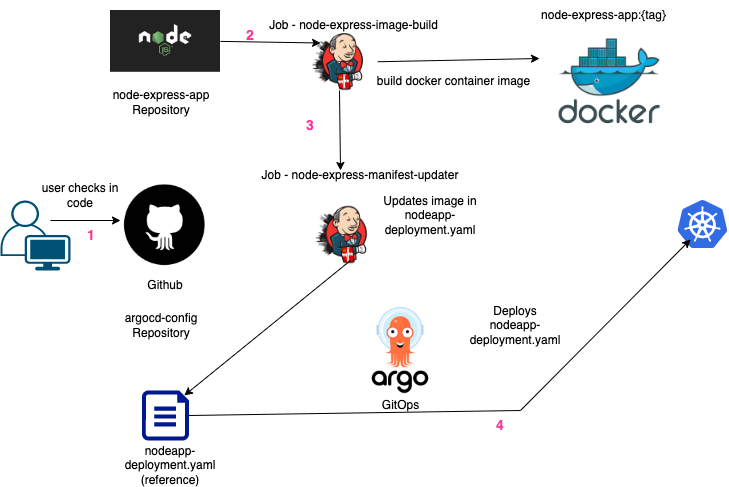 Job - node-express-image-build
node-express-app:{tag}
2
node
JS
build docker container image
docker
node-express-app
Repository
3
Job - node-express-manifest-updater
user checks in
code
1
Updates image in
nodeapp-
deployment.yaml
Github
argocd-config
Repository
Deploys
nodeapp-
deployment.yaml
argo
GitOps
4
nodeapp-
deployment.yaml
(reference)